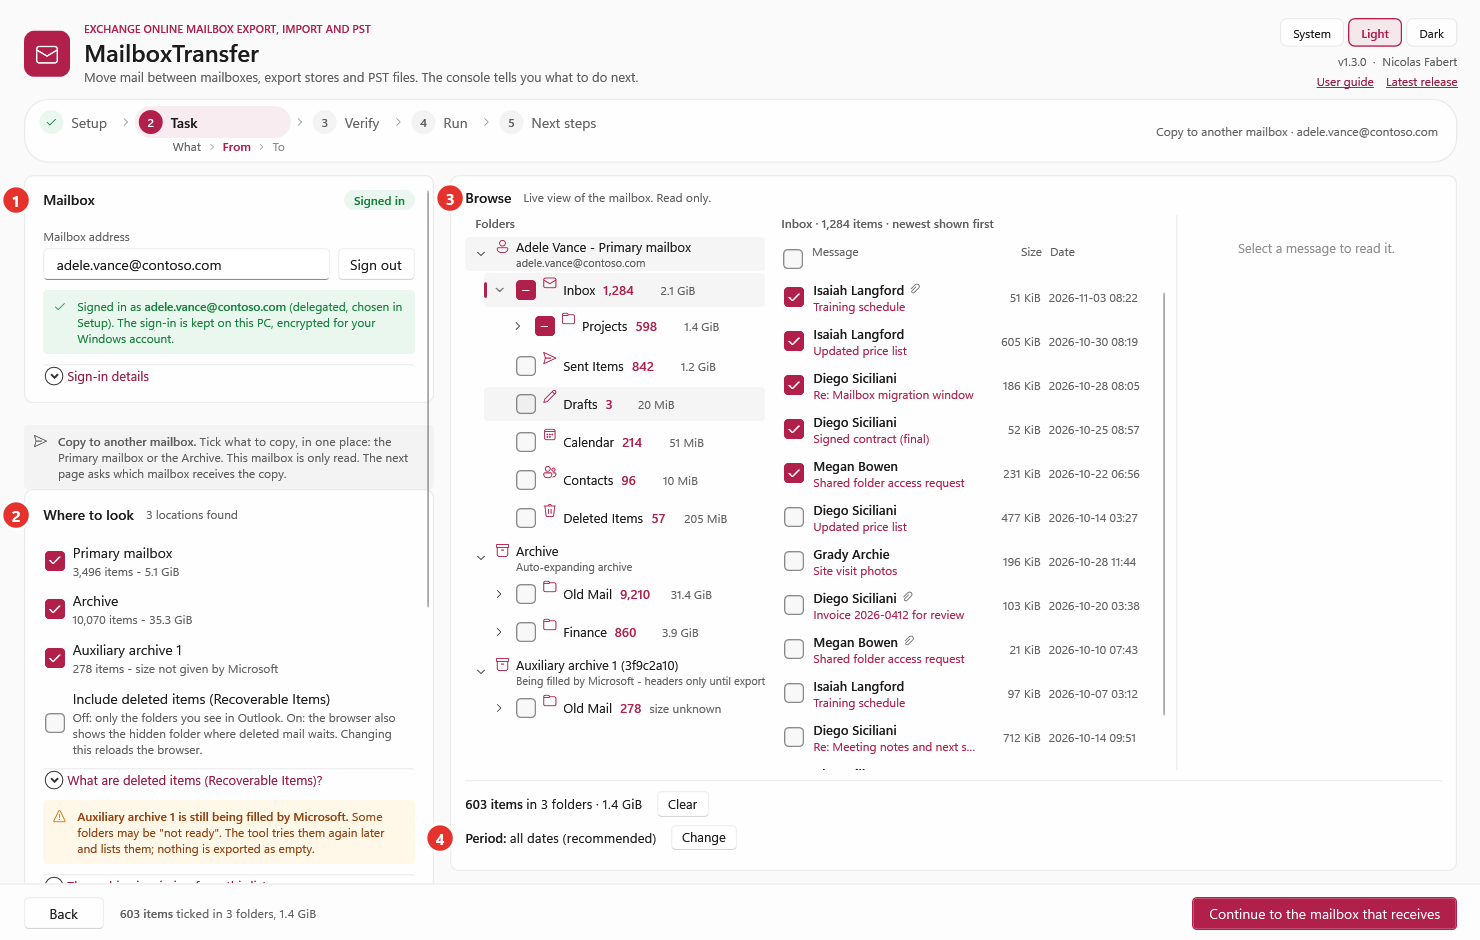 EXCHANGE ONLINE MAILBOX EXPORT, IMPORT AND PST
MailboxTransfer
Move mail between mailboxes, export stores and PST files. The console tells you what to do next.
System
Light
Dark
v1.3.0 · Nicolas Fabert
User guide
Latest release
Setup
2 Task
3 Verify
4 Run
5 Next steps
What > From > To
Copy to another mailbox · adele.vance@contoso.com
1
Mailbox
Signed in
Mailbox address
adele.vance@contoso.com
Sign out
Signed in as adele.vance@contoso.com (delegated, chosen in
Setup). The sign-in is kept on this PC, encrypted for your
Windows account.
Sign-in details
Copy to another mailbox. Tick what to copy, in one place: the
Primary mailbox or the Archive. This mailbox is only read. The next
page asks which mailbox receives the copy.
2
Where to look 3 locations found
Primary mailbox
3,496 items - 5.1 GiB
Archive
10,070 items - 35.3 GiB
Auxiliary archive 1
278 items - size not given by Microsoft
Include deleted items (Recoverable Items)
Off: only the folders you see in Outlook. On: the browser also
shows the hidden folder where deleted mail waits. Changing
this reloads the browser.
What are deleted items (Recoverable Items)?
Auxiliary archive 1 is still being filled by Microsoft. Some
folders may be "not ready". The tool tries them again later
and lists them; nothing is exported as empty.
3
Browse Live view of the mailbox. Read only.
Folders
Adele Vance - Primary mailbox
adele.vance@contoso.com
Inbox 1,284 2.1 GiB
Projects 598 1.4 GiB
Sent Items 842 1.2 GiB
Drafts 3 20 MiB
Calendar 214 51 MiB
Contacts 96 10 MiB
Deleted Items 57 205 MiB
Archive
Auto-expanding archive
Old Mail 9,210 31.4 GiB
Finance 860 3.9 GiB
Auxiliary archive 1 (3f9c2a10)
Being filled by Microsoft - headers only until export
Old Mail 278 size unknown
Inbox · 1,284 items · newest shown first
Message Size Date
Isaiah Langford
Training schedule
51 KiB 2026-11-03 08:22
Isaiah Langford
Updated price list
605 KiB 2026-10-30 08:19
Diego Siciliani
Re: Mailbox migration window
186 KiB 2026-10-28 08:05
Diego Siciliani
Signed contract (final)
52 KiB 2026-10-25 08:57
Megan Bowen
Shared folder access request
231 KiB 2026-10-22 06:56
Diego Siciliani
Updated price list
477 KiB 2026-10-14 03:27
Grady Archie
Site visit photos
196 KiB 2026-10-28 11:44
Diego Siciliani
Invoice 2026-0412 for review
103 KiB 2026-10-20 03:38
Megan Bowen
Shared folder access request
21 KiB 2026-10-10 07:43
Isaiah Langford
Training schedule
97 KiB 2026-10-07 03:12
Diego Siciliani
Re: Meeting notes and next s...
712 KiB 2026-10-14 09:51
Select a message to read it.
603 items in 3 folders · 1.4 GiB
Clear
4
Period: all dates (recommended)
Change
Back
603 items ticked in 3 folders, 1.4 GiB
Continue to the mailbox that receives